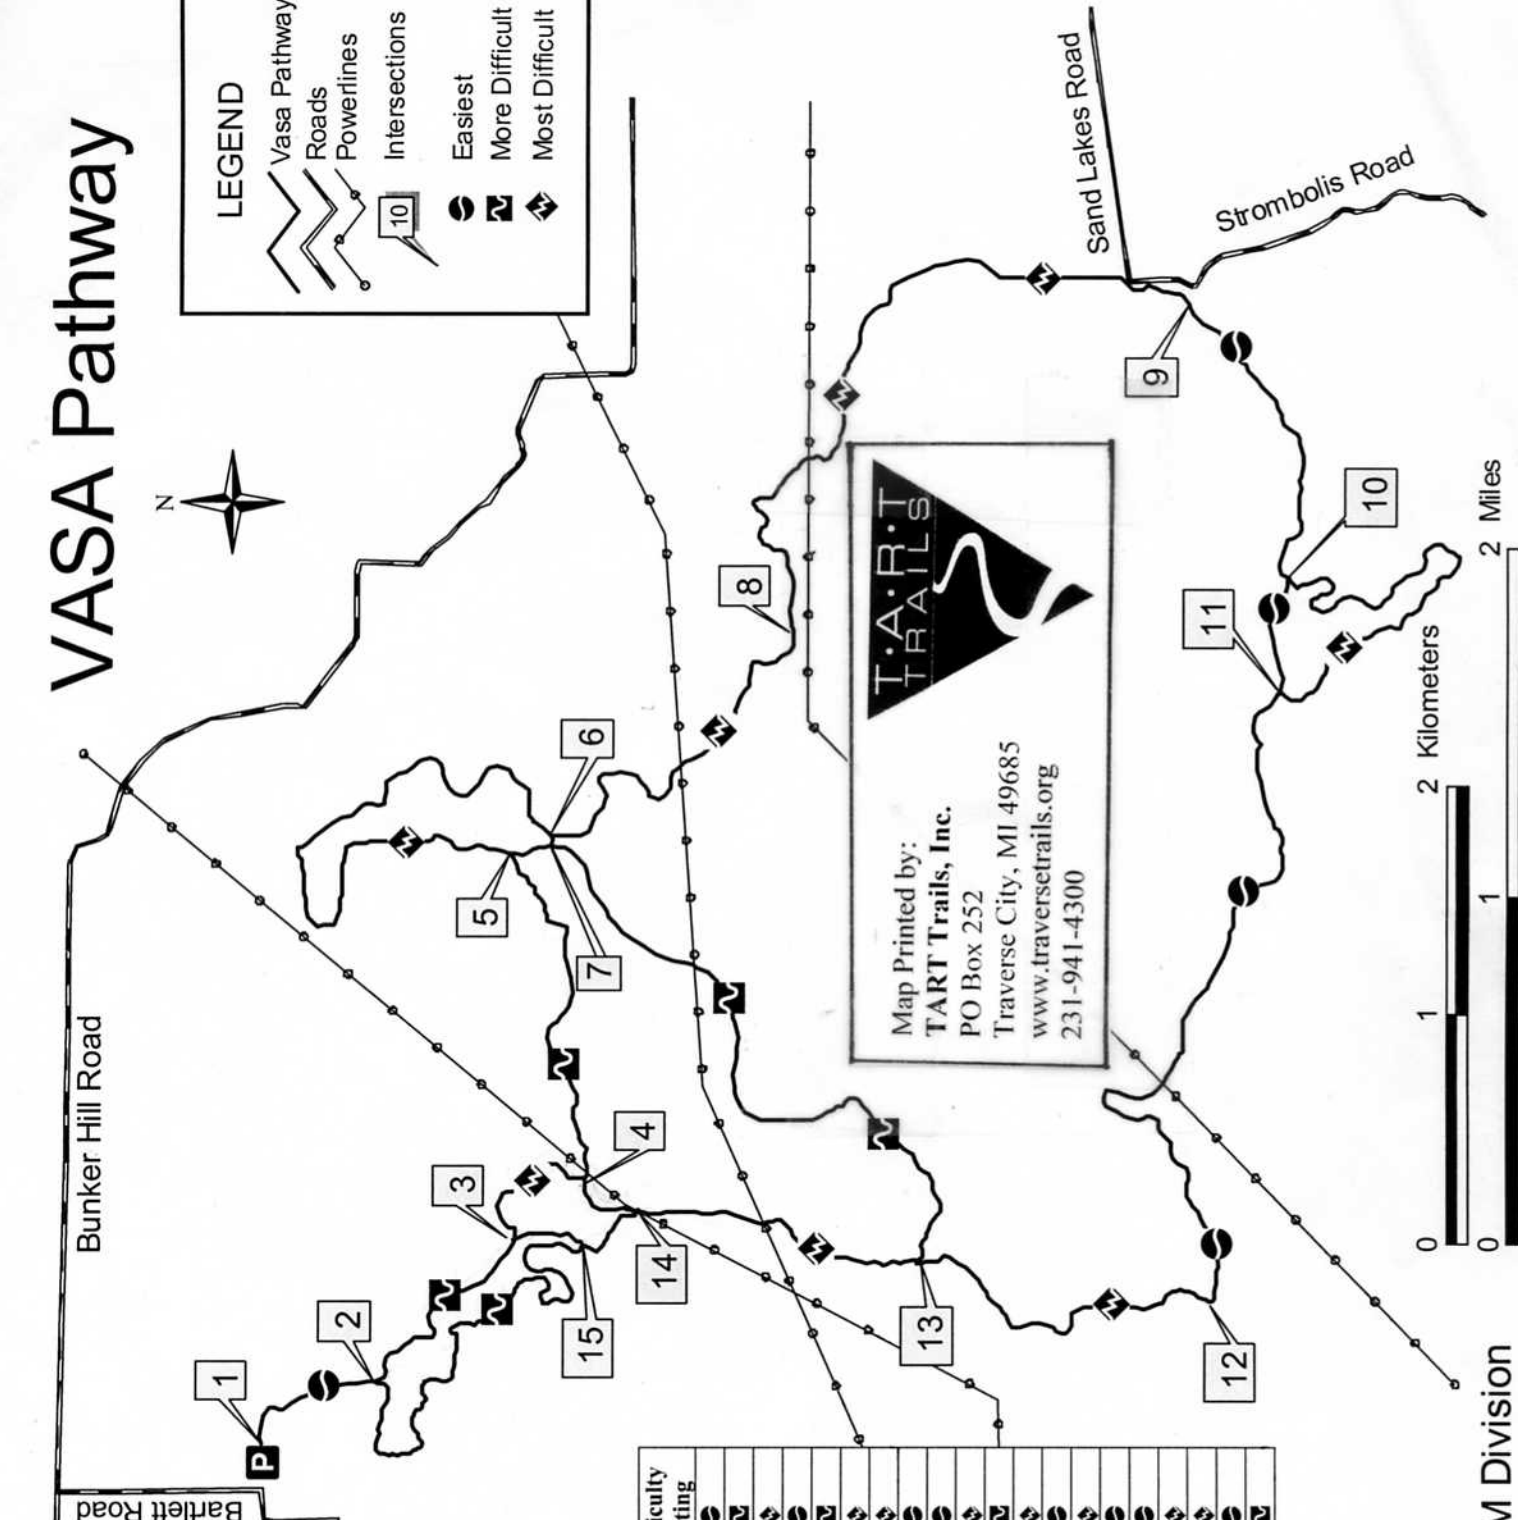 VASA Pathway
LEGEND
Vasa Pathway
Roads
Powerlines
10
Intersections
Easiest
More Difficult
Most Difficult
N
Bunker Hill Road
Bartlett Road
Sand Lakes Road
Strombolis Road
P
1
2
3
4
5
6
7
8
9
10
11
12
13
14
15
T·A·R·T
TRAILS
Map Printed by:
TART Trails, Inc.
PO Box 252
Traverse City, MI 49685
www.traversetrails.org
231-941-4300
0 1 2 Kilometers
0 1 2 Miles
Division